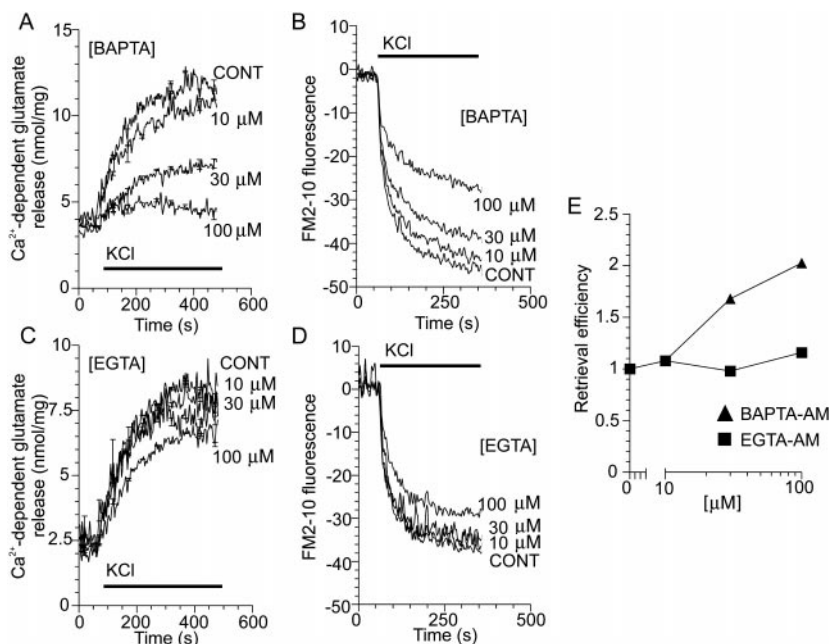 A
15
[BAPTA]
CONT
10 μM
30 μM
100 μM
10
5
0
KCl
0 200 400 600
Time (s)
Ca²⁺-dependent glutamate
release (nmol/mg)
B
KCl
0
-10
-20
-30
-40
-50
[BAPTA]
100 μM
30 μM
10 μM
CONT
0 250 500
Time (s)
FM2-10 fluorescence
C
10
[EGTA]
CONT
10 μM
30 μM
100 μM
7.5
5
2.5
0
KCl
0 200 400 600
Time (s)
Ca²⁺-dependent glutamate
release (nmol/mg)
D
KCl
0
-10
-20
-30
-40
-50
[EGTA]
100 μM
30 μM
10 μM
CONT
0 250 500
Time (s)
FM2-10 fluorescence
E
2.5
2
1.5
1
0.5
0
BAPTA-AM
EGTA-AM
0 10 100
[μM]
Retrieval efficiency